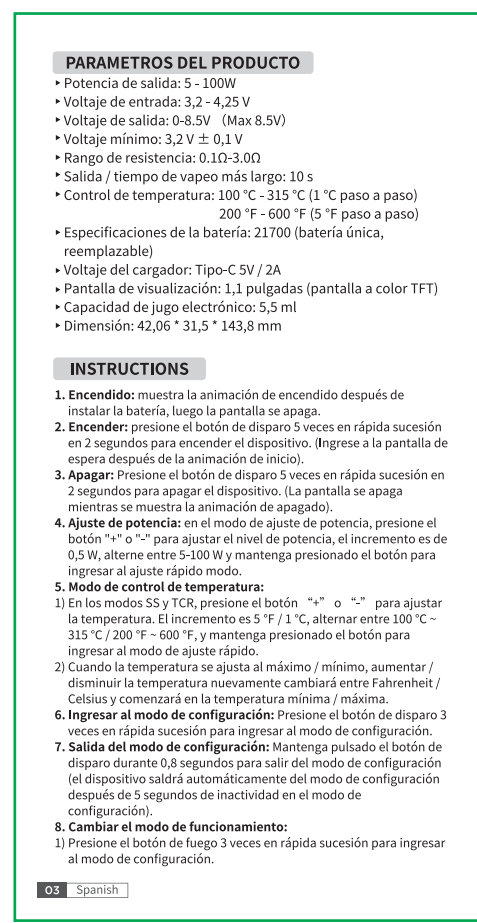 PARAMETROS DEL PRODUCTO
‣ Potencia de salida: 5 - 100W
‣ Voltaje de entrada: 3,2 - 4,25 V
‣ Voltaje de salida: 0-8.5V （Max 8.5V）
‣ Voltaje mínimo: 3,2 V ± 0,1 V
‣ Rango de resistencia: 0.1Ω-3.0Ω
‣ Salida / tiempo de vapeo más largo: 10 s
‣ Control de temperatura: 100 °C - 315 °C (1 °C paso a paso)
200 °F - 600 °F (5 °F paso a paso)
‣ Especificaciones de la batería: 21700 (batería única,
reemplazable)
‣ Voltaje del cargador: Tipo-C 5V / 2A
‣ Pantalla de visualización: 1,1 pulgadas (pantalla a color TFT)
‣ Capacidad de jugo electrónico: 5,5 ml
‣ Dimensión: 42,06 * 31,5 * 143,8 mm
INSTRUCTIONS
1. Encendido: muestra la animación de encendido después de
instalar la batería, luego la pantalla se apaga.
2. Encender: presione el botón de disparo 5 veces en rápida sucesión
en 2 segundos para encender el dispositivo. (Ingrese a la pantalla de
espera después de la animación de inicio).
3. Apagar: Presione el botón de disparo 5 veces en rápida sucesión en
2 segundos para apagar el dispositivo. (La pantalla se apaga
mientras se muestra la animación de apagado).
4. Ajuste de potencia: en el modo de ajuste de potencia, presione el
botón "+" o "-" para ajustar el nivel de potencia, el incremento es de
0,5 W, alterne entre 5-100 W y mantenga presionado el botón para
ingresar al ajuste rápido modo.
5. Modo de control de temperatura:
1) En los modos SS y TCR, presione el botón “+” o “-” para ajustar
la temperatura. El incremento es 5 °F / 1 °C, alternar entre 100 °C ~
315 °C / 200 °F ~ 600 °F, y mantenga presionado el botón para
ingresar al modo de ajuste rápido.
2) Cuando la temperatura se ajusta al máximo / mínimo, aumentar /
disminuir la temperatura nuevamente cambiará entre Fahrenheit /
Celsius y comenzará en la temperatura mínima / máxima.
6. Ingresar al modo de configuración: Presione el botón de disparo 3
veces en rápida sucesión para ingresar al modo de configuración.
7. Salida del modo de configuración: Mantenga pulsado el botón de
disparo durante 0,8 segundos para salir del modo de configuración
(el dispositivo saldrá automáticamente del modo de configuración
después de 5 segundos de inactividad en el modo de
configuración).
8. Cambiar el modo de funcionamiento:
1) Presione el botón de fuego 3 veces en rápida sucesión para ingresar
al modo de configuración.
03 Spanish